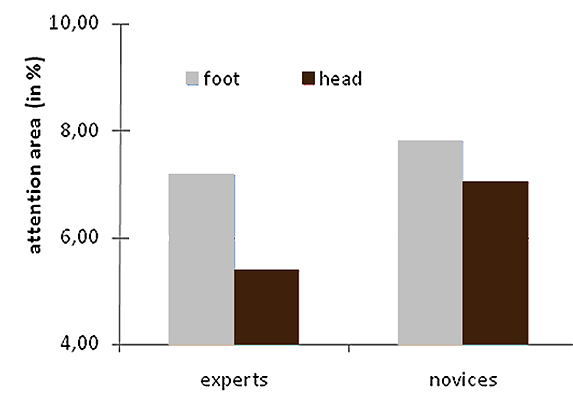 10,00
foot
head
8,00
attention area (in %)
6,00
4,00
experts
novices